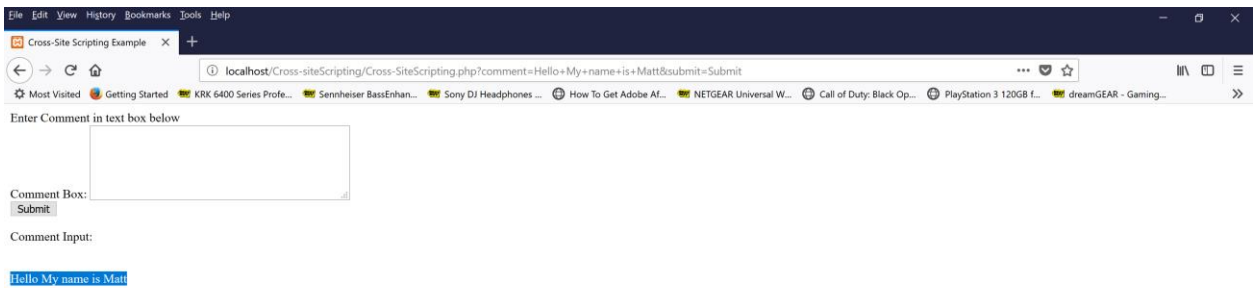 File Edit View History Bookmarks Tools Help
Cross-Site Scripting Example
localhost/Cross-siteScripting/Cross-SiteScripting.php?comment=Hello+My+name+is+Matt&submit=Submit
Most Visited Getting Started KRK 6400 Series Profe... Sennheiser BassEnhan... Sony DJ Headphones ... How To Get Adobe Af... NETGEAR Universal W... Call of Duty: Black Op... PlayStation 3 120GB f... dreamGEAR - Gaming...
Enter Comment in text box below
Comment Box:
Submit
Comment Input:
Hello My name is Matt